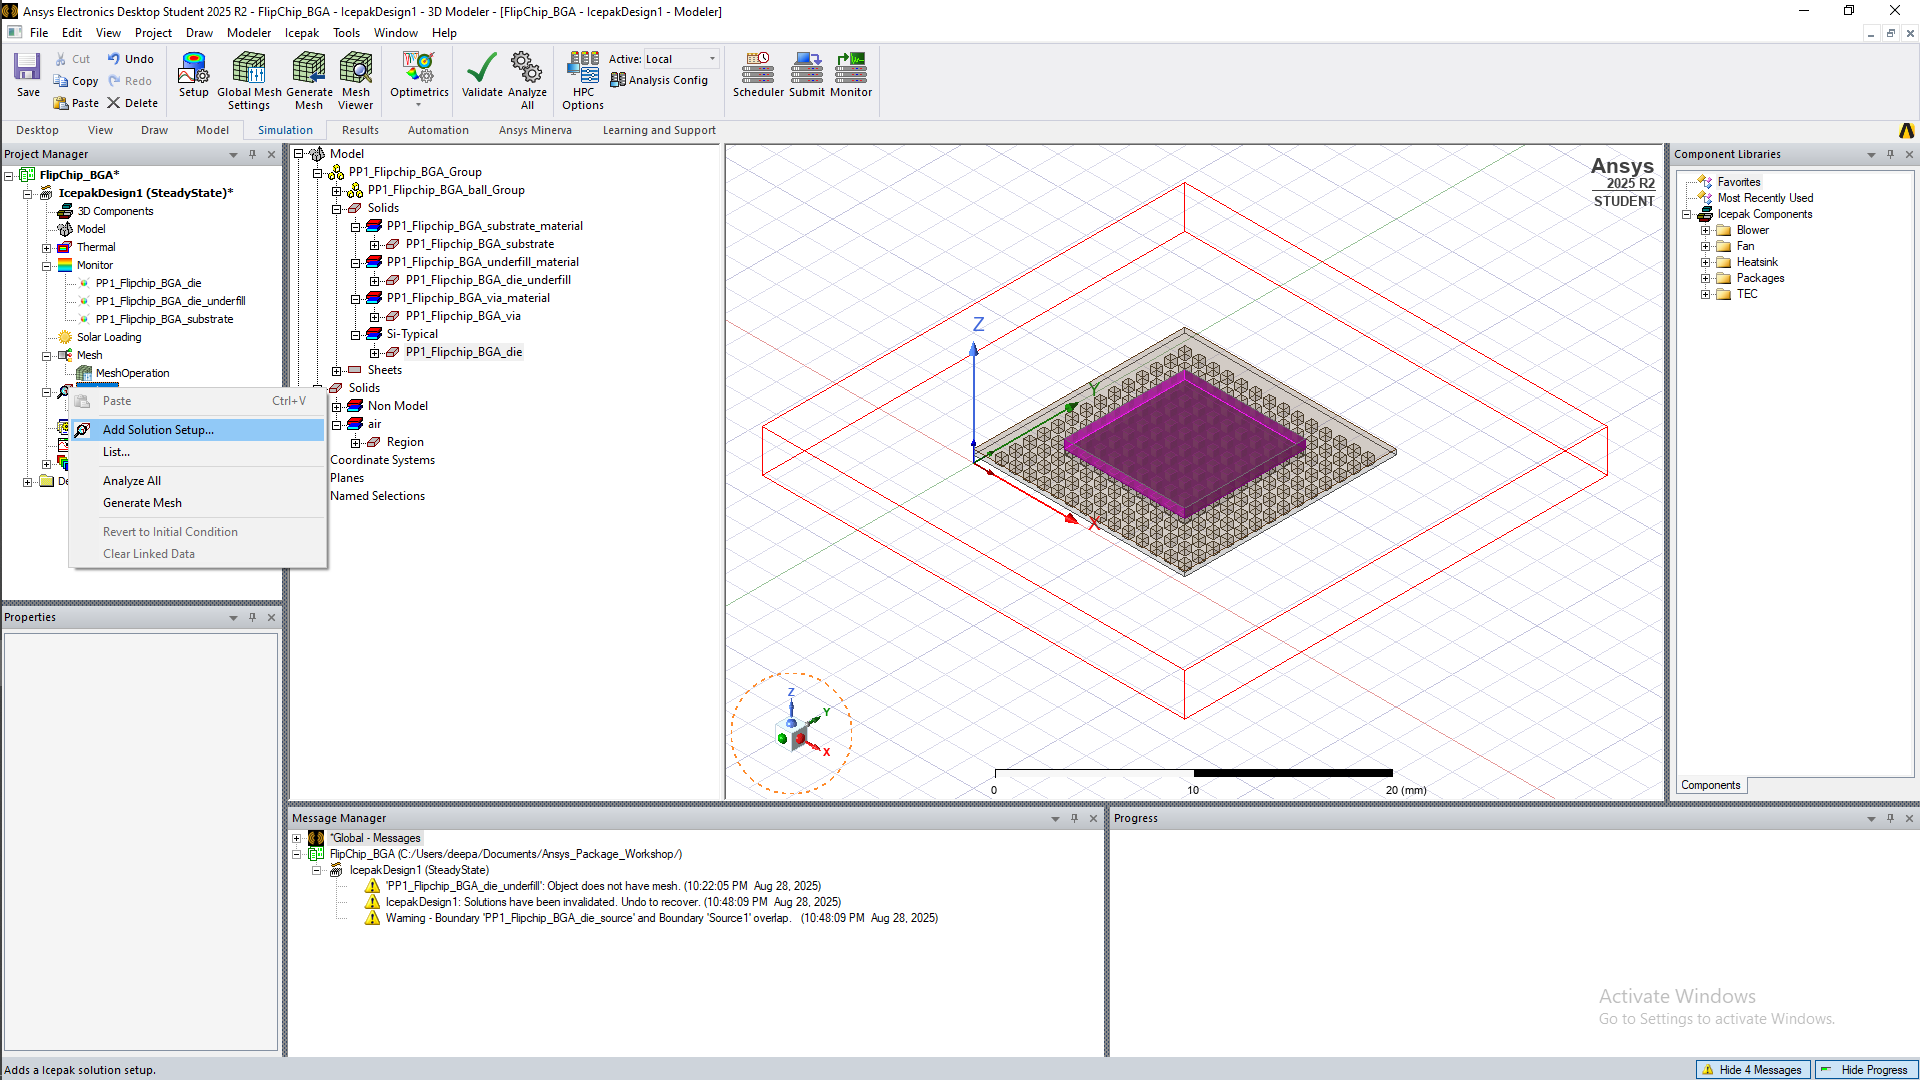 Ansys Electronics Desktop Student 2025 R2 - FlipChip_BGA - IcepakDesign1 - 3D Modeler - [FlipChip_BGA - IcepakDesign1 - Modeler]
File Edit View Project Draw Modeler Icepak Tools Window Help
Save
Cut
Copy
Paste
Undo
Redo
Delete
Setup
Global Mesh Settings
Generate Mesh
Mesh Viewer
Optimetrics
Validate
Analyze All
HPC Options
Active: Local
Analysis Config
Scheduler
Submit
Monitor
Desktop View Draw Model Simulation Results Automation Ansys Minerva Learning and Support
Project Manager
FlipChip_BGA*
IcepakDesign1 (SteadyState)*
3D Components
Model
Thermal
Monitor
PP1_Flipchip_BGA_die
PP1_Flipchip_BGA_die_underfill
PP1_Flipchip_BGA_substrate
Solar Loading
Mesh
MeshOperation
De
Paste Ctrl+V
Add Solution Setup...
List...
Analyze All
Generate Mesh
Revert to Initial Condition
Clear Linked Data
Properties
Model
PP1_Flipchip_BGA_Group
PP1_Flipchip_BGA_ball_Group
Solids
PP1_Flipchip_BGA_substrate_material
PP1_Flipchip_BGA_substrate
PP1_Flipchip_BGA_underfill_material
PP1_Flipchip_BGA_die_underfill
PP1_Flipchip_BGA_via_material
PP1_Flipchip_BGA_via
Si-Typical
PP1_Flipchip_BGA_die
Sheets
Solids
Non Model
air
Region
Coordinate Systems
Planes
Named Selections
Ansys
2025 R2
STUDENT
Z
Y
X
Z
Y
X
0 10 20 (mm)
Component Libraries
Favorites
Most Recently Used
Icepak Components
Blower
Fan
Heatsink
Packages
TEC
Components
Message Manager
*Global - Messages
FlipChip_BGA (C:/Users/deepa/Documents/Ansys_Package_Workshop/)
IcepakDesign1 (SteadyState)
'PP1_Flipchip_BGA_die_underfill': Object does not have mesh. (10:22:05 PM Aug 28, 2025)
IcepakDesign1: Solutions have been invalidated. Undo to recover. (10:48:09 PM Aug 28, 2025)
Warning - Boundary 'PP1_Flipchip_BGA_die_source' and Boundary 'Source1' overlap. (10:48:09 PM Aug 28, 2025)
Progress
Activate Windows
Go to Settings to activate Windows.
Adds a Icepak solution setup.
Hide 4 Messages
Hide Progress